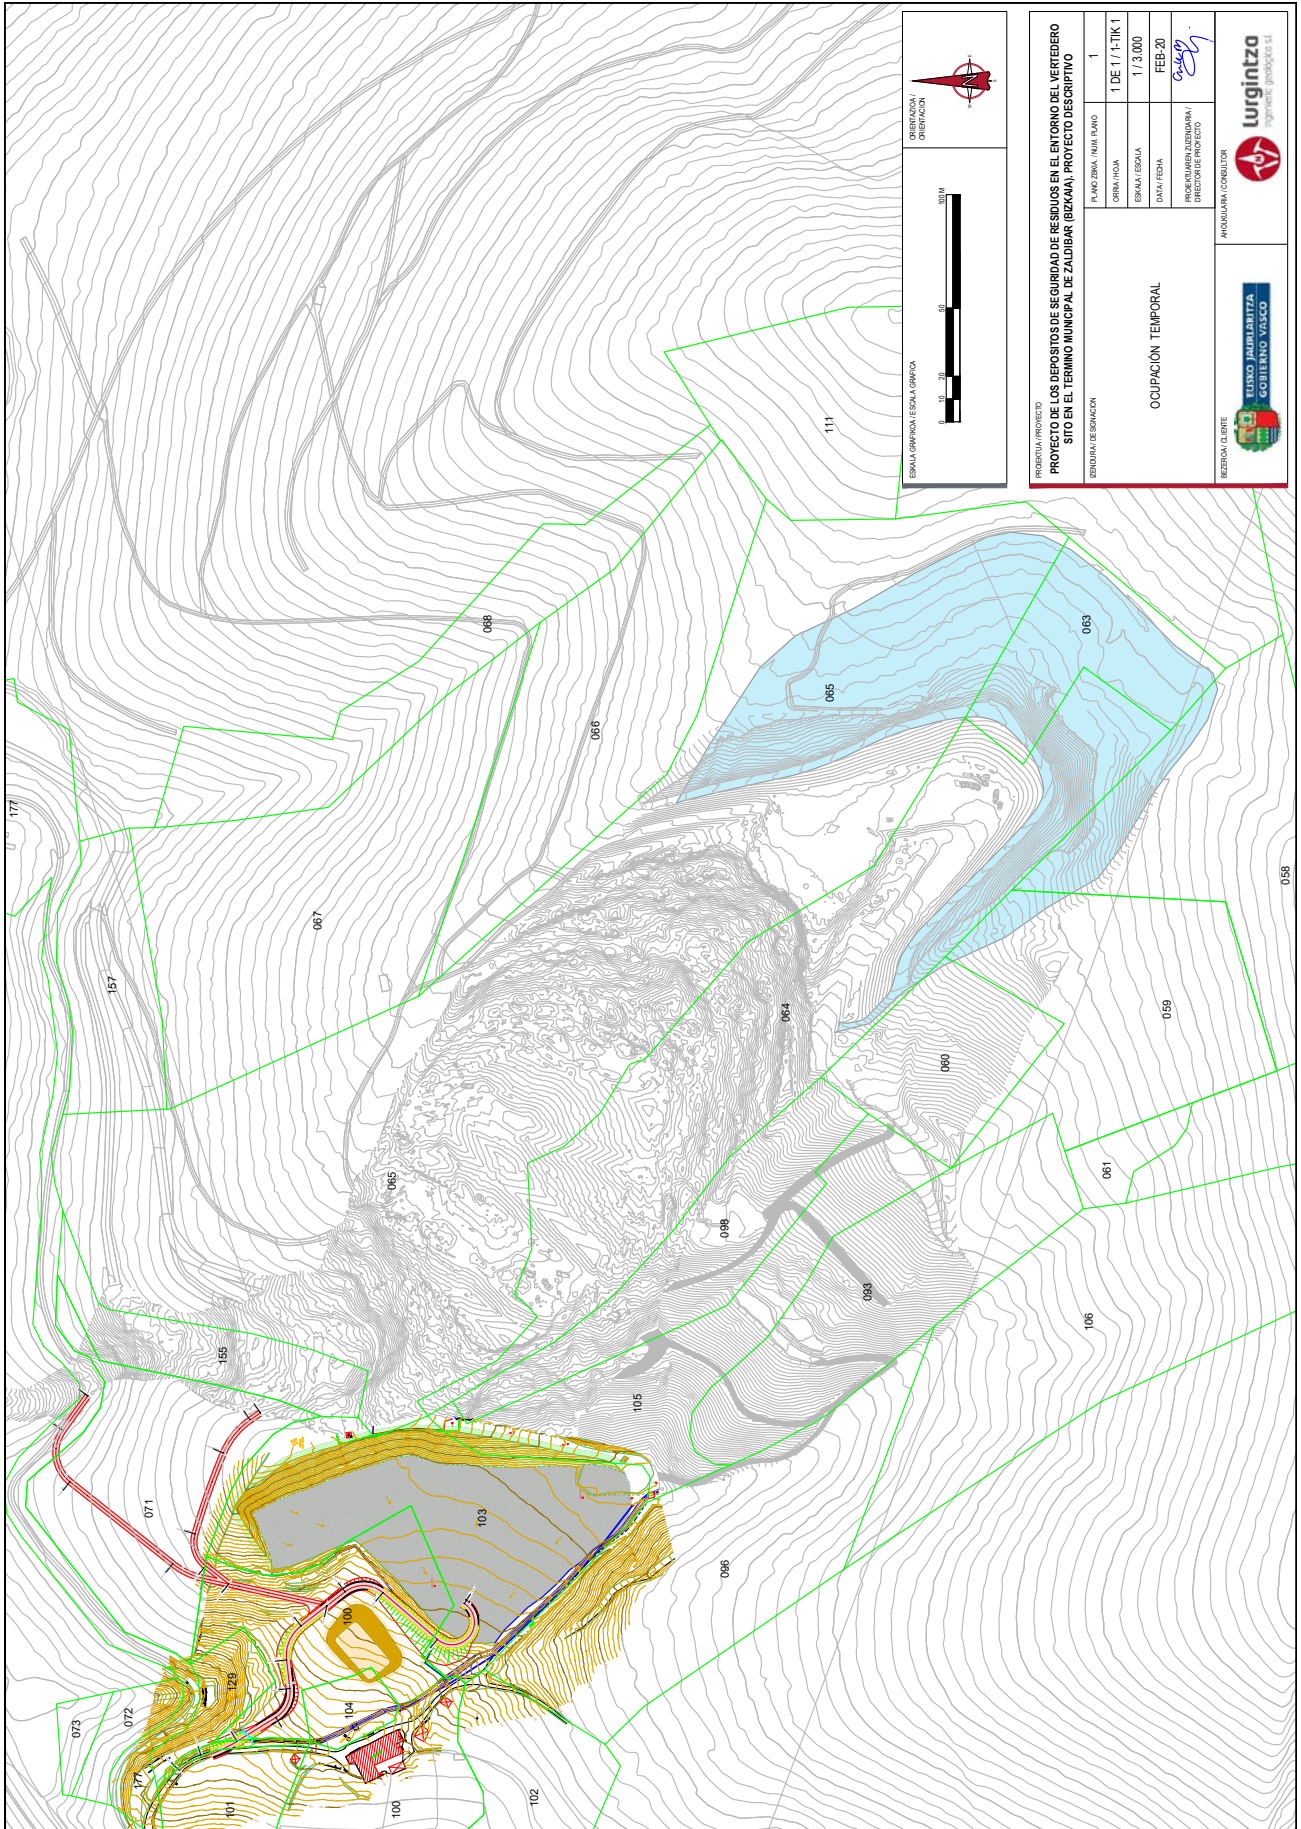 ESKALA GRAFIKOA / ESCALA GRAFICA
0 10 20 50 100 M
ORIENTAZIOA /
ORIENTACION
N
PROIEKTUA / PROYECTO
PROYECTO DE LOS DEPOSITOS DE SEGURIDAD DE RESIDUOS EN EL ENTORNO DEL VERTEDERO
SITO EN EL TERMINO MUNICIPAL DE ZALDIBAR (BIZKAIA). PROYECTO DESCRIPTIVO
IZENDURA / DESIGNACION
OCUPACIÓN TEMPORAL
PLANO ZBKIA. / NUM. PLANO
1
ORRIA / HOJA
1 DE 1 / 1-TIK 1
ESKALA / ESCALA
1 / 3.000
DATA / FECHA
FEB-20
PROIEKTUAREN ZUZENDARIA /
DIRECTOR DE PROYECTO
BEZEROA / CLIENTE
EUSKO JAURLARITZA
GOBIERNO VASCO
AHOLKULARIA / CONSULTOR
Lurgintza
ingeniería geológica s.l.
177
157
067
068
066
111
065
063
064
058
059
060
061
065
098
093
106
155
105
071
103
096
100
129
104
073
072
177
101
100
102